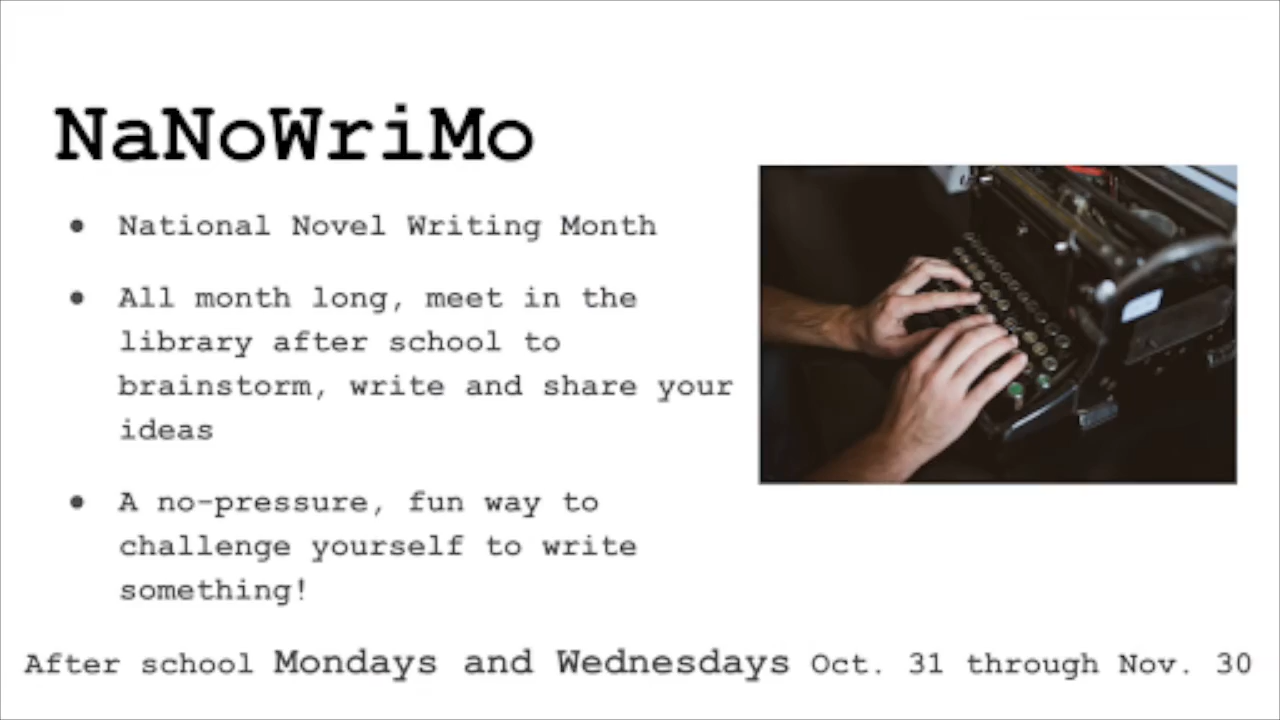 NaNoWriMo
● National Novel Writing Month
● All month long, meet in the
library after school to
brainstorm, write and share your
ideas
● A no-pressure, fun way to
challenge yourself to write
something!
After school Mondays and Wednesdays Oct. 31 through Nov. 30